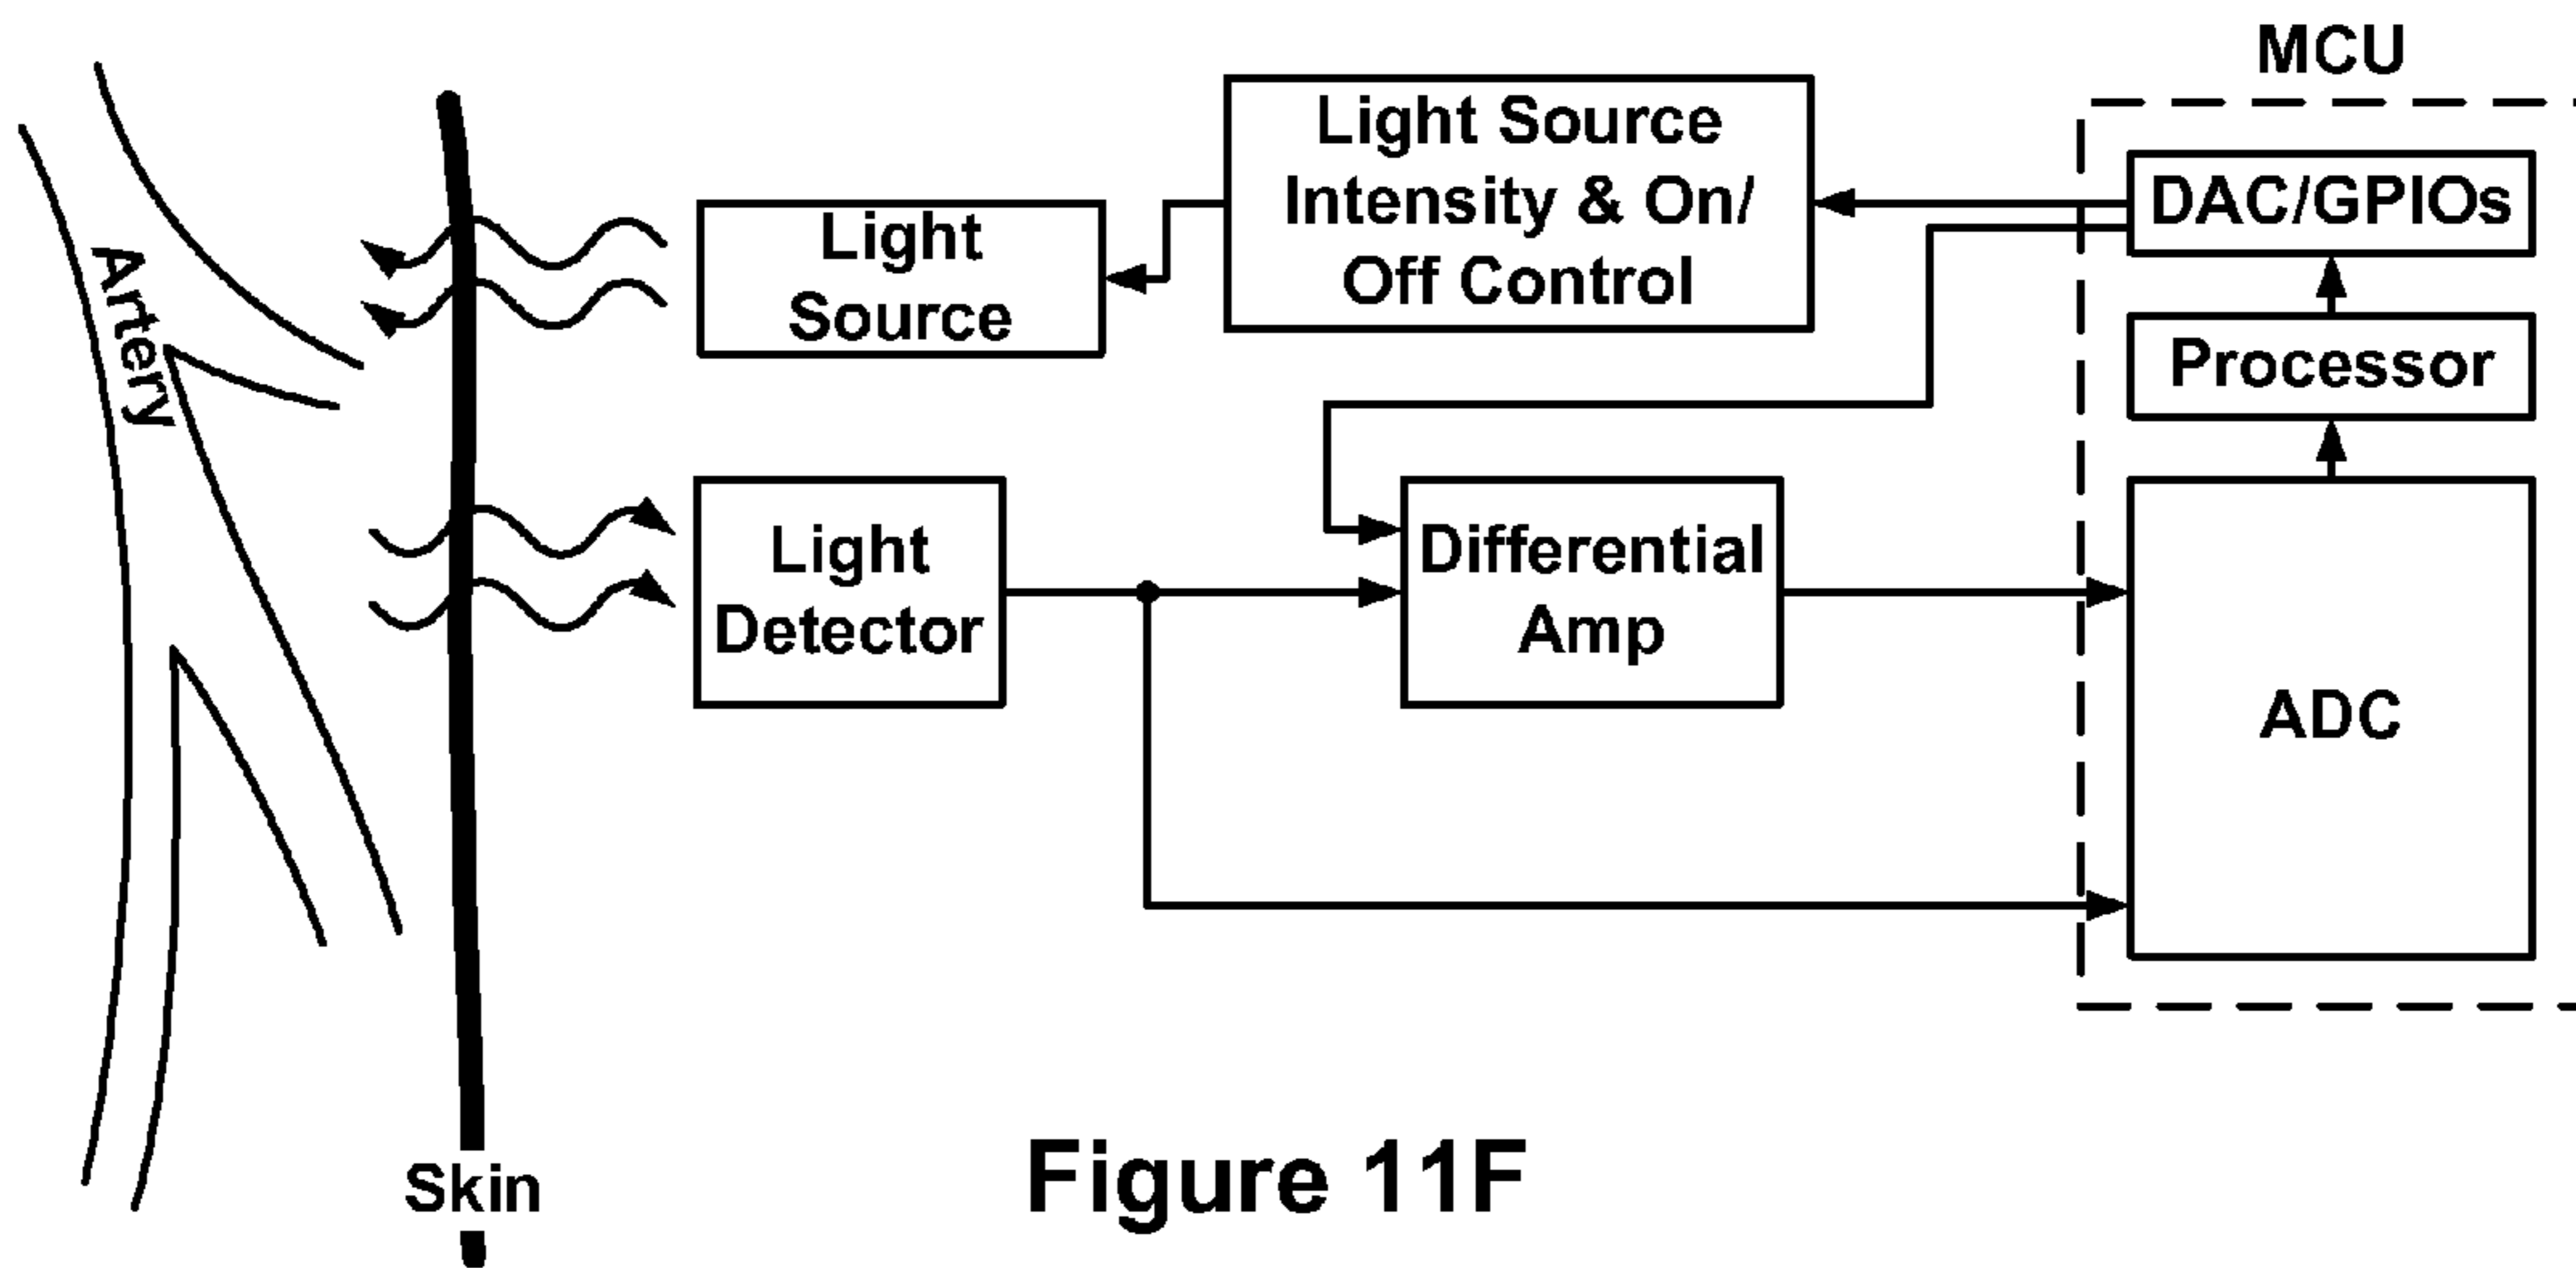 MCU
Light Source
Intensity & On/
Off Control
DAC/GPIOs
Light
Source
Artery
Processor
Light
Detector
Differential
Amp
ADC
Skin
Figure 11F